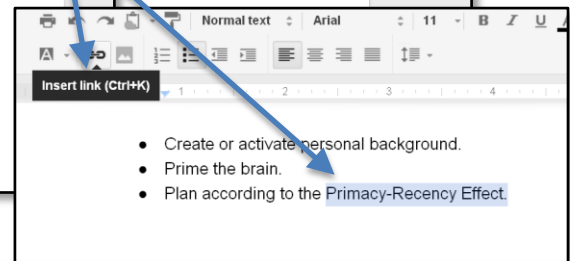 Normal text Arial 11 B I U A
A
Insert link (Ctrl+K)
1 2 3 4
● Create or activate personal background.
● Prime the brain.
● Plan according to the Primacy-Recency Effect.